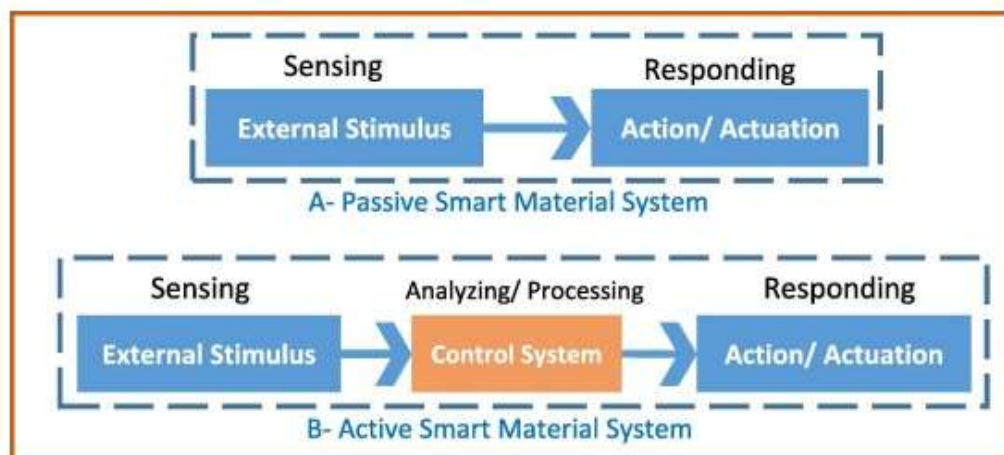 Sensing Responding
External Stimulus Action/ Actuation
A- Passive Smart Material System
Sensing Analyzing/ Processing Responding
External Stimulus Control System Action/ Actuation
B- Active Smart Material System